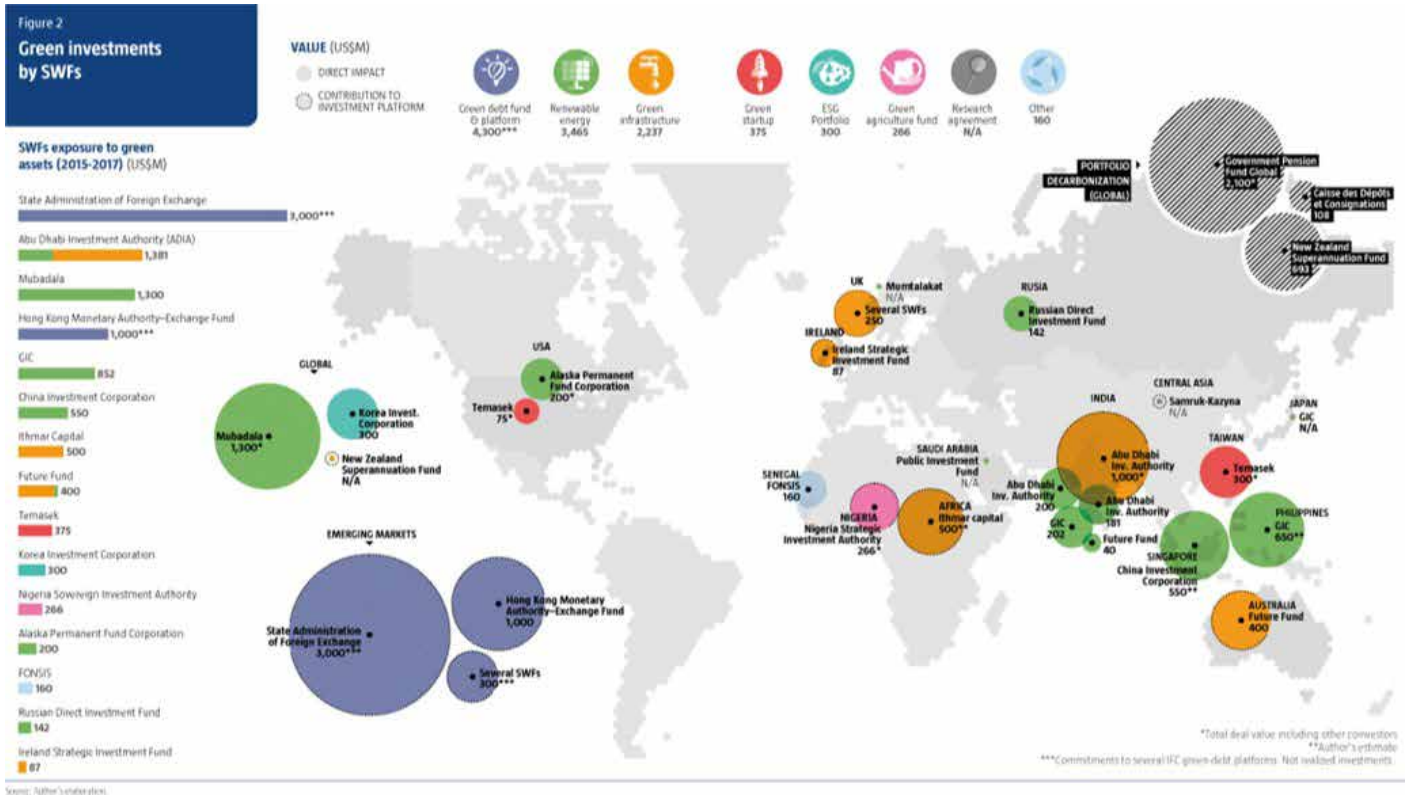 Figure 2
Green investments
by SWFs
VALUE (US$M)
DIRECT IMPACT
CONTRIBUTION TO
INVESTMENT PLATFORM
Green debt fund
& platform
4,300***
Renewable
energy
3,465
Green
infrastructure
2,237
Green
startup
375
ESG
Portfolio
300
Green
agriculture fund
266
Research
agreement
N/A
Other
160
SWFs exposure to green
assets (2015-2017) (US$M)
State Administration of Foreign Exchange
3,000***
Abu Dhabi Investment Authority (ADIA)
1,381
Mubadala
1,300
Hong Kong Monetary Authority–Exchange Fund
1,000***
GIC
852
China Investment Corporation
550
Ithmar Capital
500
Future Fund
400
Temasek
375
Korea Investment Corporation
300
Nigeria Sovereign Investment Authority
266
Alaska Permanent Fund Corporation
200
FONSIS
160
Russian Direct Investment Fund
142
Ireland Strategic Investment Fund
87
PORTFOLIO
DECARBONIZATION
(GLOBAL)
Government Pension
Fund Global
2,100*
Caisse des Dépôts
et Consignations
108
New Zealand
Superannuation Fund
693
GLOBAL
Mubadala
1,300*
Korea Invest.
Corporation
300
New Zealand
Superannuation Fund
N/A
USA
Alaska Permanent
Fund Corporation
200*
Temasek
75*
EMERGING MARKETS
State Administration
of Foreign Exchange
3,000***
Hong Kong Monetary
Authority–Exchange Fund
1,000
Several SWFs
300***
UK
Mumtalakat
N/A
Several SWFs
250
IRELAND
Ireland Strategic
Investment Fund
87
RUSIA
Russian Direct
Investment Fund
142
CENTRAL ASIA
Samruk-Kazyna
N/A
JAPAN
GIC
N/A
INDIA
Abu Dhabi
Inv. Authority
1,000*
Abu Dhabi
Inv. Authority
200
Abu Dhabi
Inv. Authority
181
GIC
202
Future Fund
40
TAIWAN
Temasek
300*
SAUDI ARABIA
Public Investment
Fund
N/A
SENEGAL
FONSIS
160
NIGERIA
Nigeria Strategic
Investment Authority
266*
AFRICA
Ithmar capital
500**
PHILIPPINES
GIC
650**
SINGAPORE
China Investment
Corporation
550**
AUSTRALIA
Future Fund
400
*Total deal value including other coinvestors
**Author's estimate
***Commitments to several IFC green-debt platforms. Not realized investments.
Source: Author's elaboration.